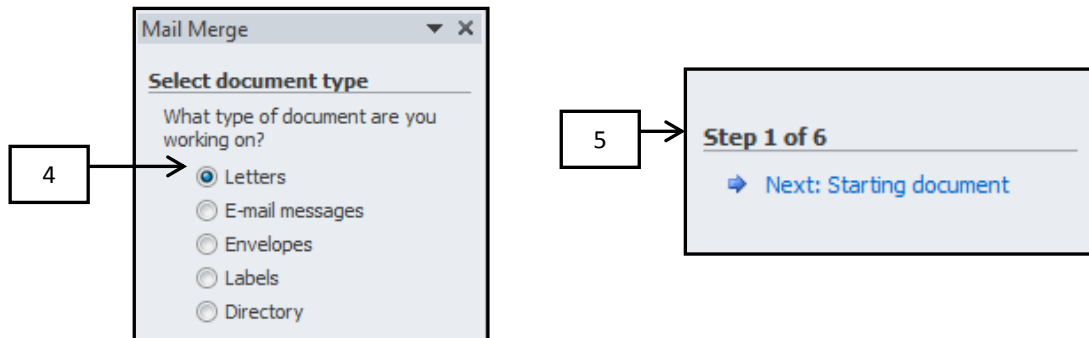 Mail Merge
Select document type
What type of document are you
working on?
4
Letters
E-mail messages
Envelopes
Labels
Directory
5
Step 1 of 6
Next: Starting document